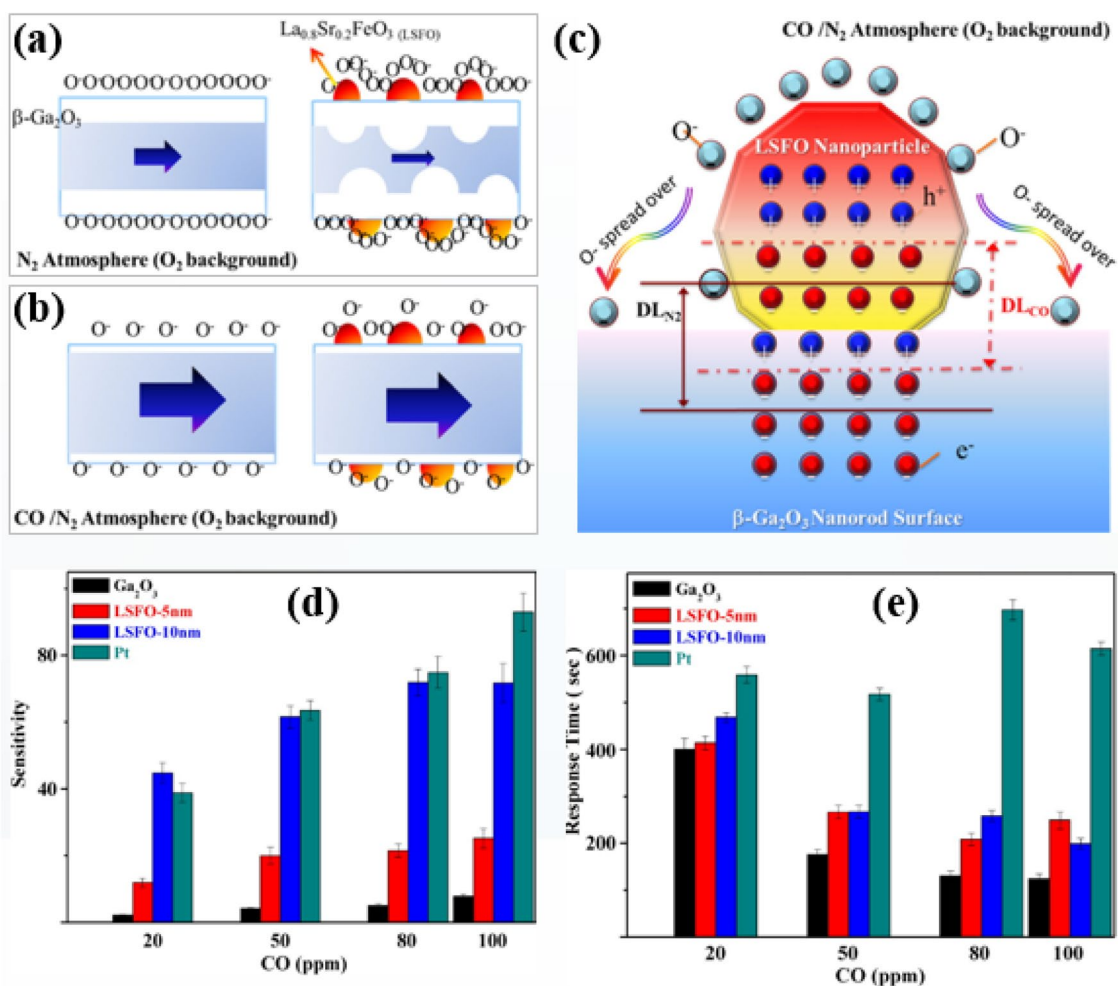 (a)
La0.8Sr0.2FeO3 (LSFO)
O⁻O⁻O⁻O⁻OOOOOOOOO⁻
β-Ga2O3
N2 Atmosphere (O2 background)
(b)
O⁻ O⁻ O⁻ O⁻ O⁻ O⁻
O⁻ O⁻ O⁻ O⁻ O⁻ O⁻
CO /N2 Atmosphere (O2 background)
(c)
CO /N2 Atmosphere (O2 background)
O⁻
O⁻
LSFO Nanoparticle
h⁺
O- spread over
O- spread over
DLN2
DLCO
e⁻
β-Ga2O3 Nanorod Surface
(d)
Ga2O3
LSFO-5nm
LSFO-10nm
Pt
Sensitivity
80
40
20 50 80 100
CO (ppm)
(e)
Ga2O3
LSFO-5nm
LSFO-10nm
Pt
Response Time ( sec )
600
400
200
20 50 80 100
CO (ppm)